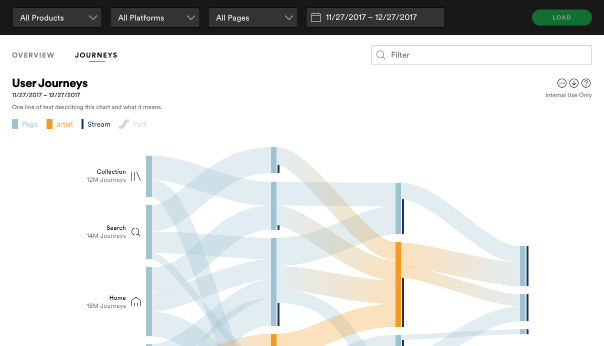 All Products All Platforms All Pages 11/27/2017 – 12/27/2017 LOAD
OVERVIEW JOURNEYS Filter
User Journeys
11/27/2017 – 12/27/2017 Internal Use Only
One line of text describing this chart and what it means.
Page artist Stream Path
Collection
12M Journeys
Search
14M Journeys
Home
18M Journeys